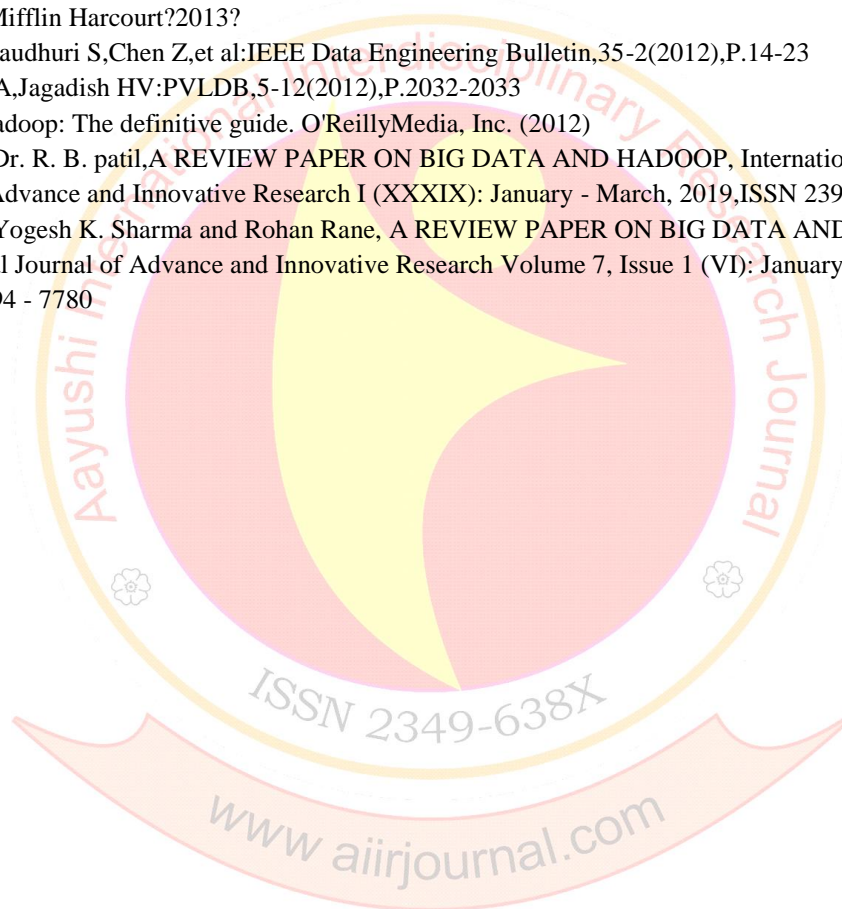 Mifflin Harcourt?2013?
audhuri S,Chen Z,et al:IEEE Data Engineering Bulletin,35-2(2012),P.14-23
A,Jagadish HV:PVLDB,5-12(2012),P.2032-2033
adoop: The definitive guide. O'ReillyMedia, Inc. (2012)
Dr. R. B. patil,A REVIEW PAPER ON BIG DATA AND HADOOP, Internatio
Advance and Innovative Research I (XXXIX): January - March, 2019,ISSN 239
Yogesh K. Sharma and Rohan Rane, A REVIEW PAPER ON BIG DATA AND
l Journal of Advance and Innovative Research Volume 7, Issue 1 (VI): January
94 - 7780
Aayushi International Interdisciplinary Research Journal
ISSN 2349-638X
www aiirjournal.com